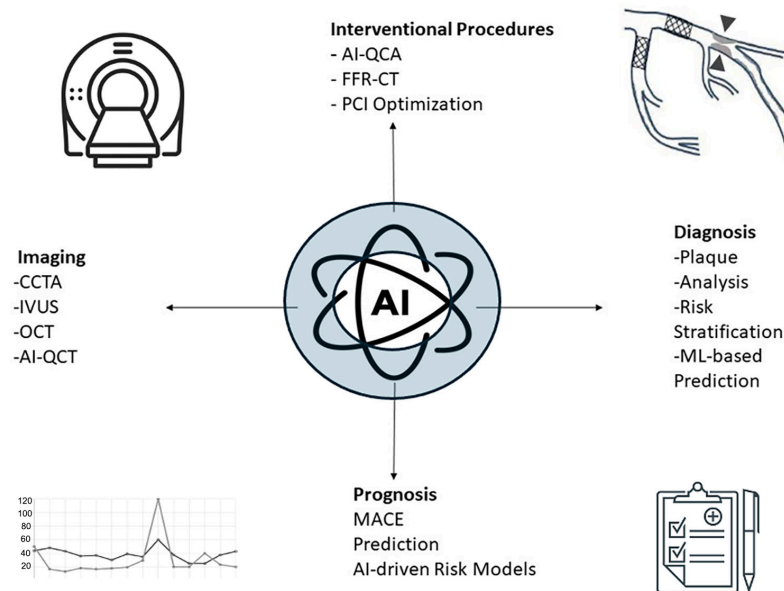 Interventional Procedures
- AI-QCA
- FFR-CT
- PCI Optimization
Imaging
-CCTA
-IVUS
-OCT
-AI-QCT
AI
Diagnosis
-Plaque
-Analysis
-Risk
Stratification
-ML-based
Prediction
120
100
80
60
40
20
Prognosis
MACE
Prediction
AI-driven Risk Models